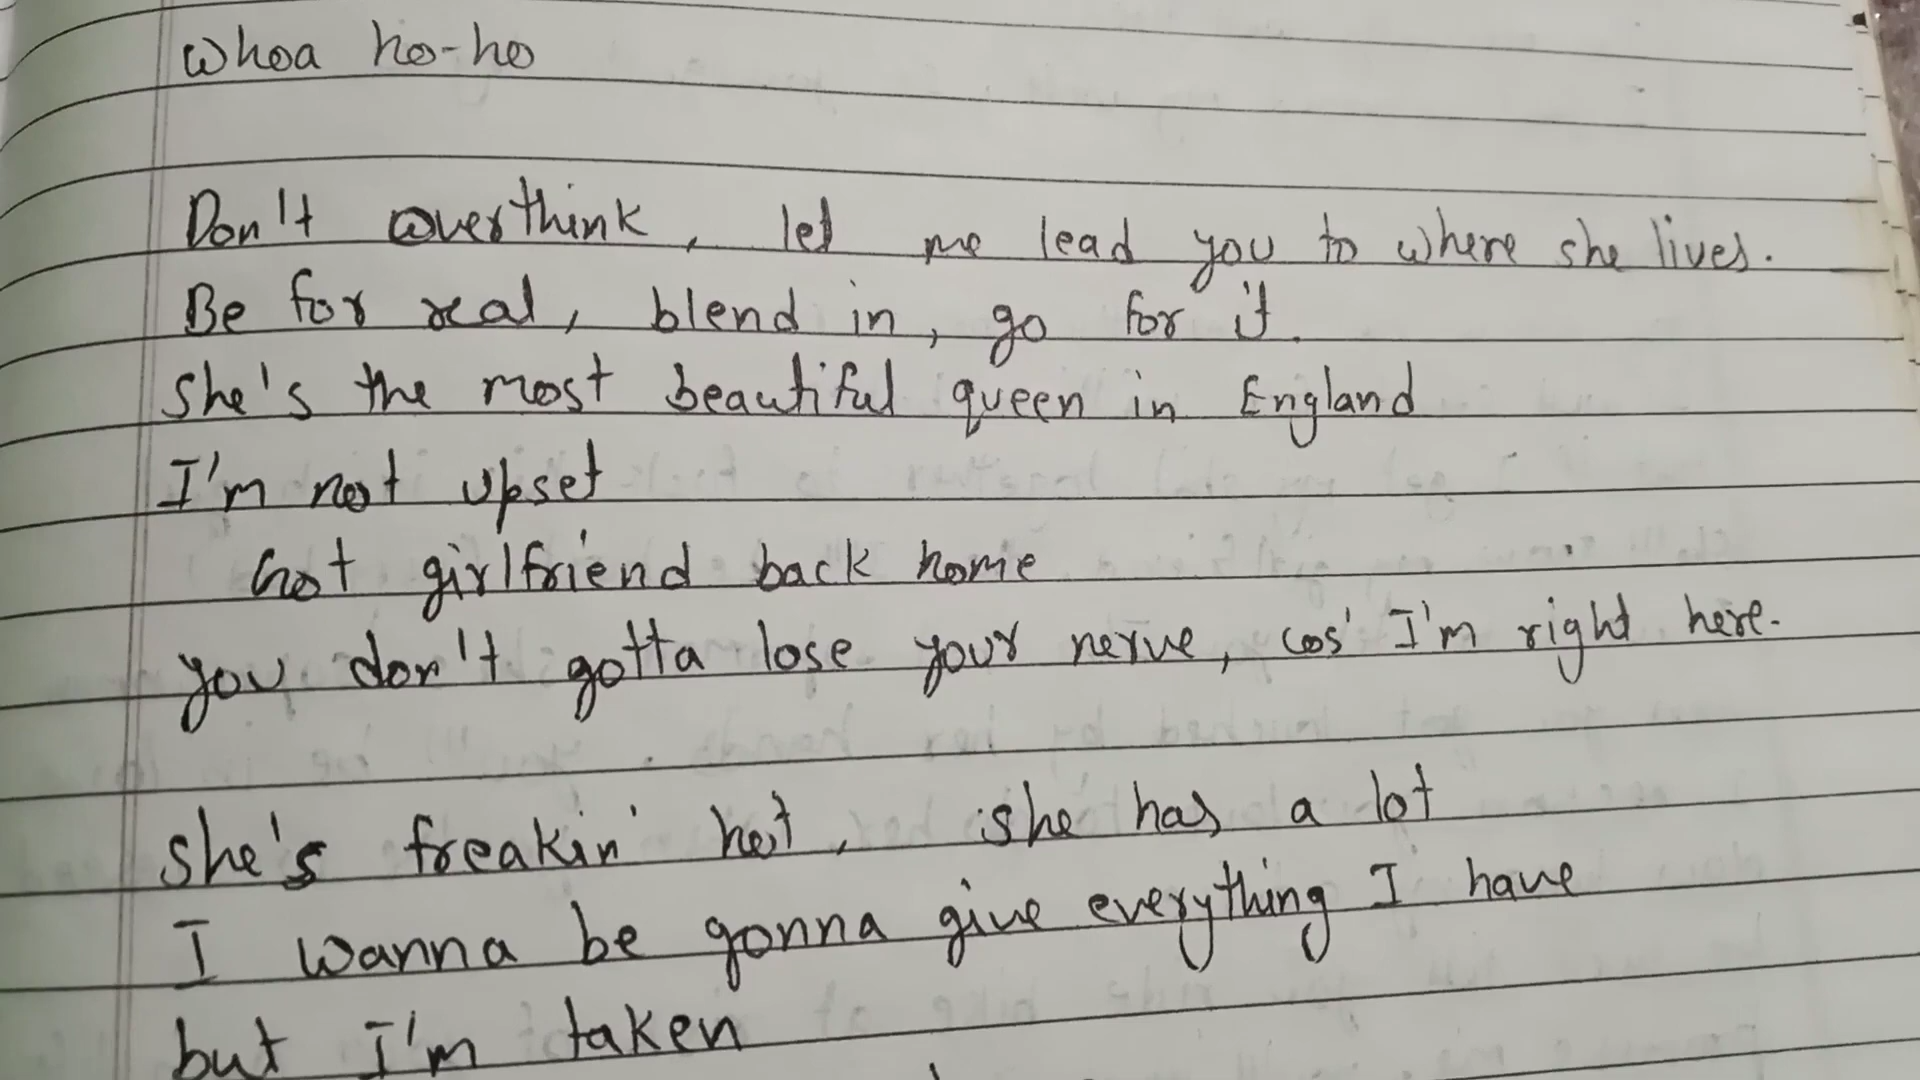 Whoa ho-ho
Don't overthink, let me lead you to where she lives.
Be for real, blend in, go for it.
She's the most beautiful queen in England
I'm not upset
Got girlfriend back home
you don't gotta lose your nerve, cos' I'm right here.
She's freakin' hot, she has a lot
I wanna be gonna give everything I have
but I'm taken